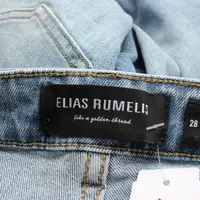 ELIAS RUMELIS
like a golden thread
28